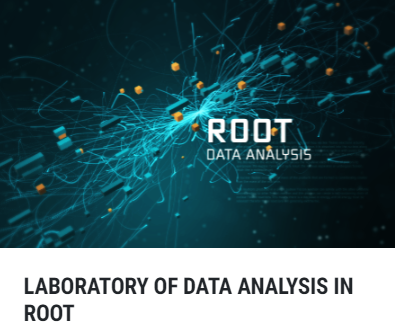 ROOT
DATA ANALYSIS
LABORATORY OF DATA ANALYSIS IN
ROOT